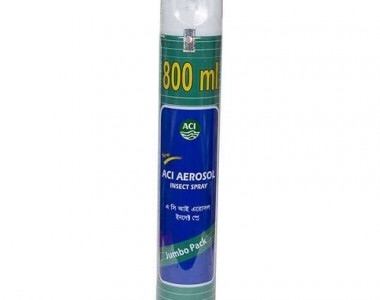 800 ml
ACI
ACI AEROSOL
INSECT SPRAY
এ সি আই এরোসল
ইনসেক্ট স্প্রে
Jumbo Pack